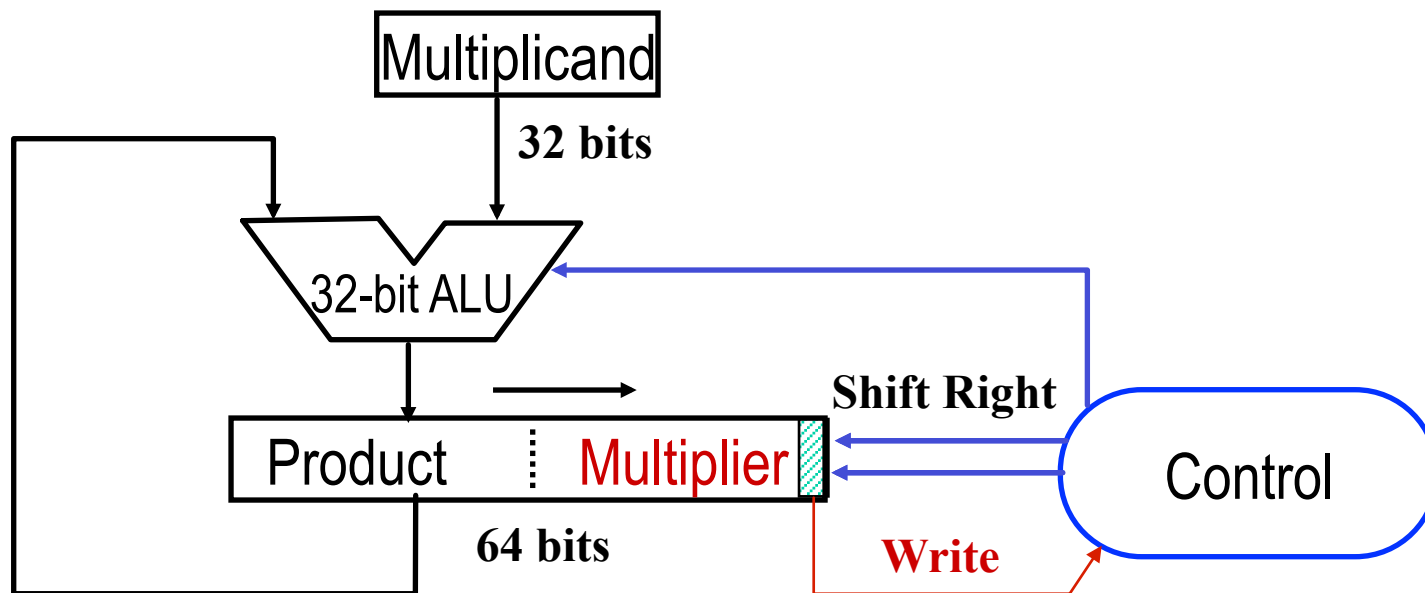 Multiplicand
32 bits
32-bit ALU
Shift Right
Product
Multiplier
Control
64 bits
Write